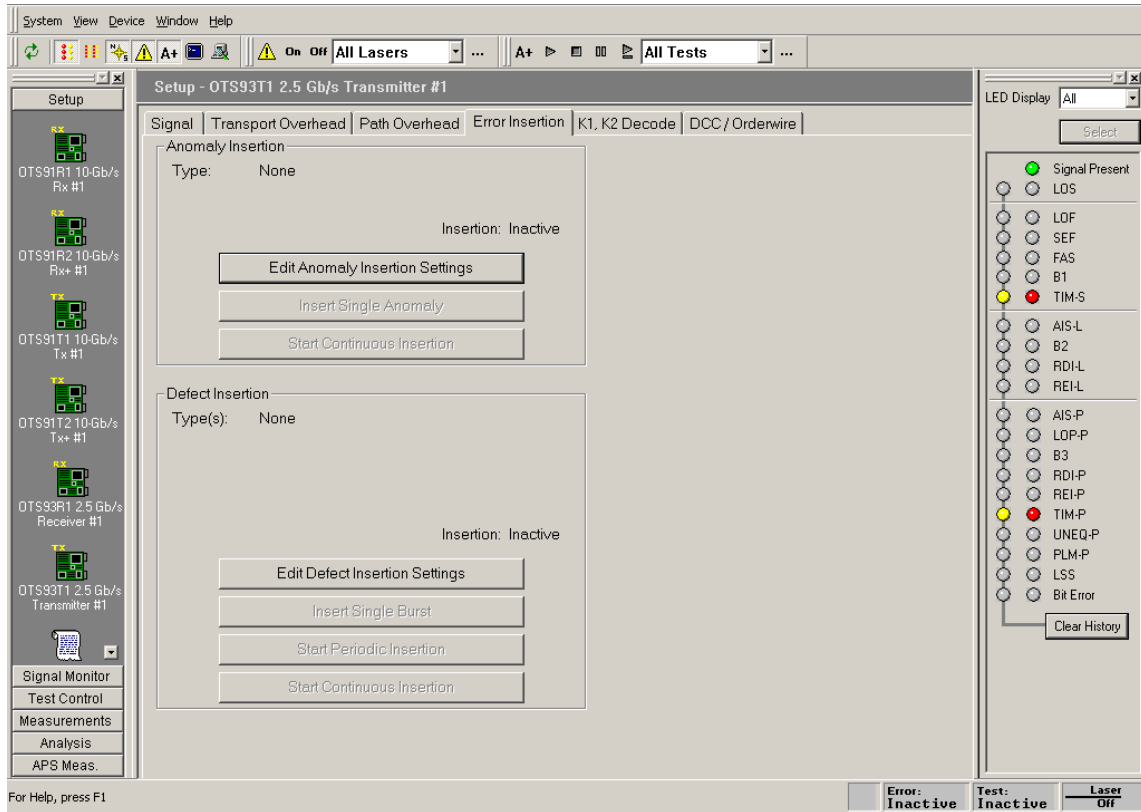 System View Device Window Help
A+ On Off All Lasers ... A+ All Tests ...
Setup
OTS91R1 10-Gb/s
Rx #1
OTS91R2 10-Gb/s
Rx+ #1
OTS91T1 10-Gb/s
Tx #1
OTS91T2 10-Gb/s
Tx+ #1
OTS93R1 2.5 Gb/s
Receiver #1
OTS93T1 2.5 Gb/s
Transmitter #1
Signal Monitor
Test Control
Measurements
Analysis
APS Meas.
Setup - OTS93T1 2.5 Gb/s Transmitter #1
Signal Transport Overhead Path Overhead Error Insertion K1, K2 Decode DCC / Orderwire
Anomaly Insertion
Type: None
Insertion: Inactive
Edit Anomaly Insertion Settings
Insert Single Anomaly
Start Continuous Insertion
Defect Insertion
Type(s): None
Insertion: Inactive
Edit Defect Insertion Settings
Insert Single Burst
Start Periodic Insertion
Start Continuous Insertion
LED Display All
Select
Signal Present
LOS
LOF
SEF
FAS
B1
TIM-S
AIS-L
B2
RDI-L
REI-L
AIS-P
LOP-P
B3
RDI-P
REI-P
TIM-P
UNEQ-P
PLM-P
LSS
Bit Error
Clear History
For Help, press F1
Error: Inactive
Test: Inactive
Laser Off